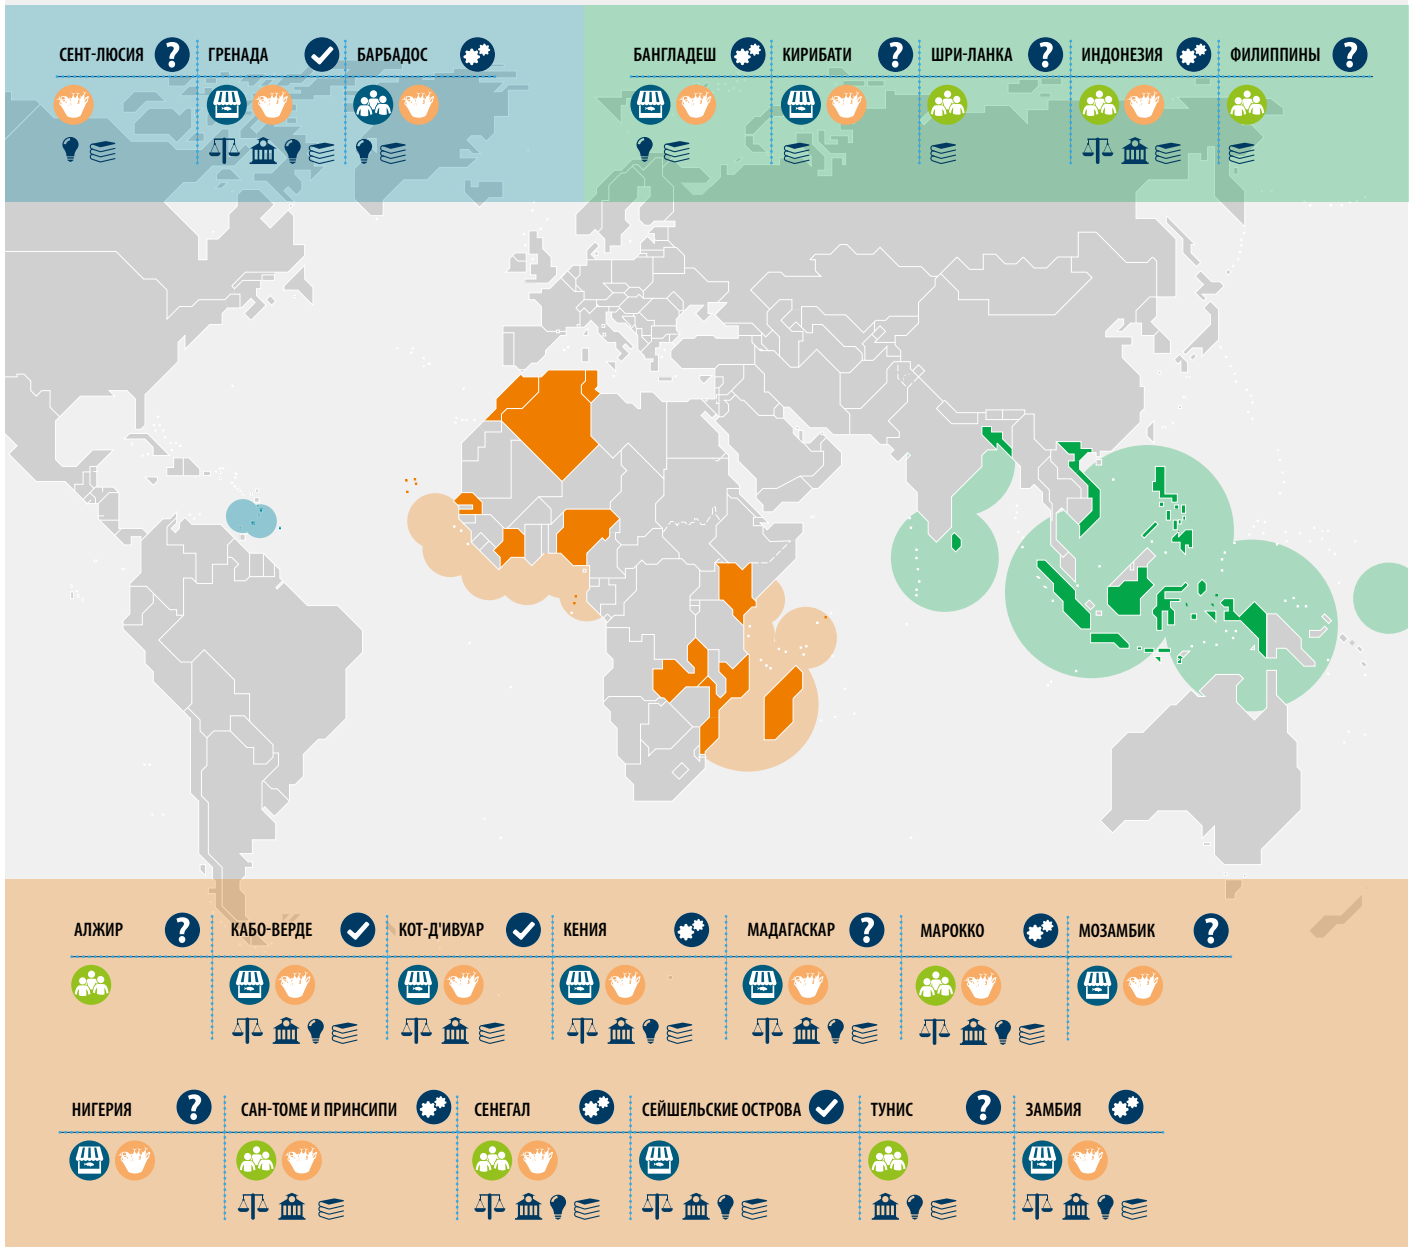 СЕНТ-ЛЮСИЯ ГРЕНАДА БАРБАДОС БАНГЛАДЕШ КИРИБАТИ ШРИ-ЛАНКА ИНДОНЕЗИЯ ФИЛИППИНЫ
АЛЖИР КАБО-ВЕРДЕ КОТ-Д'ИВУАР КЕНИЯ МАДАГАСКАР МАРОККО МОЗАМБИК
НИГЕРИЯ САН-ТОМЕ И ПРИНСИПИ СЕНЕГАЛ СЕЙШЕЛЬСКИЕ ОСТРОВА ТУНИС ЗАМБИЯ